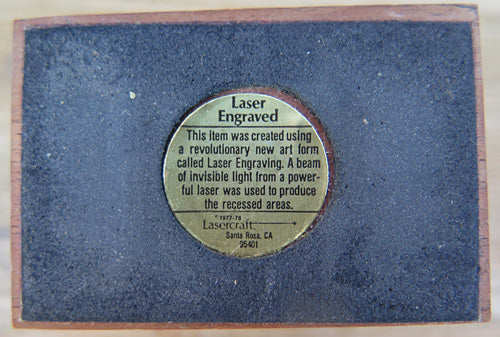 Laser
Engraved
This item was created using
a revolutionary new art form
called Laser Engraving. A beam
of invisible light from a power-
ful laser was used to produce
the recessed areas.
1977-78
Lasercraft
Santa Rosa, CA
95401